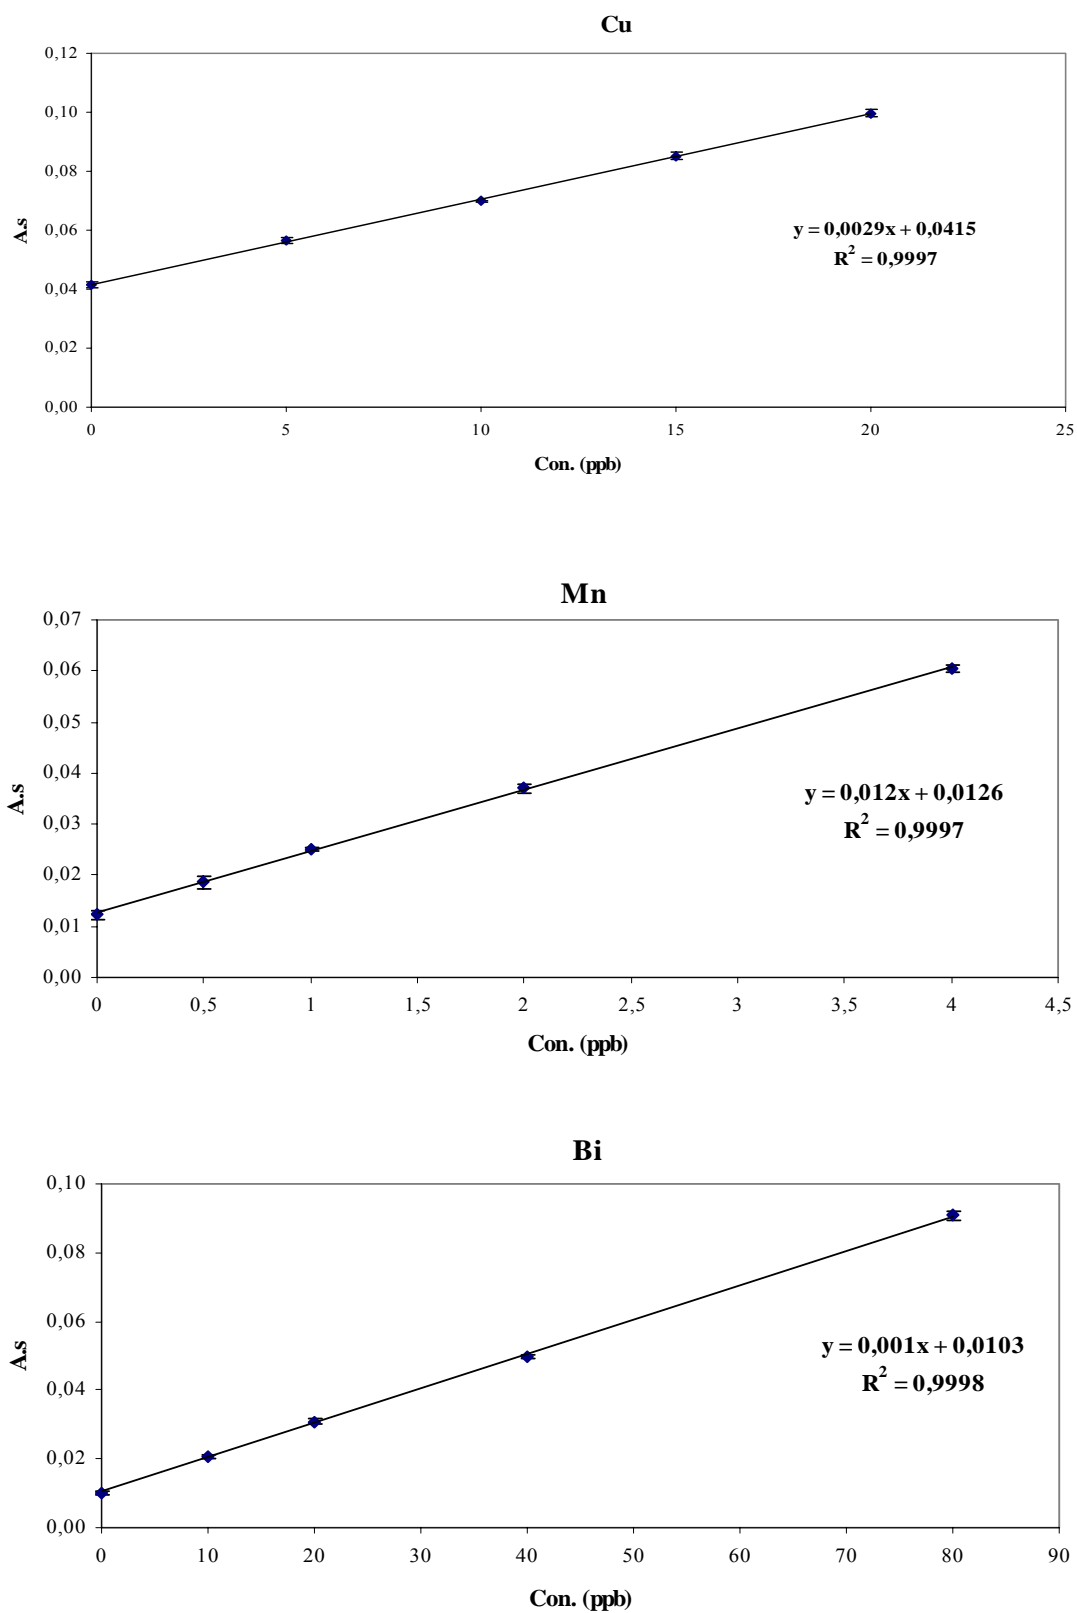 Cu
0,12
0,10
0,08
0,06
0,04
0,02
0,00
A.s
y = 0,0029x + 0,0415
R² = 0,9997
0 5 10 15 20 25
Con. (ppb)
Mn
0,07
0,06
0,05
0,04
0,03
0,02
0,01
0,00
A.s
y = 0,012x + 0,0126
R² = 0,9997
0 0,5 1 1,5 2 2,5 3 3,5 4 4,5
Con. (ppb)
Bi
0,10
0,08
0,06
0,04
0,02
0,00
A.s
y = 0,001x + 0,0103
R² = 0,9998
0 10 20 30 40 50 60 70 80 90
Con. (ppb)